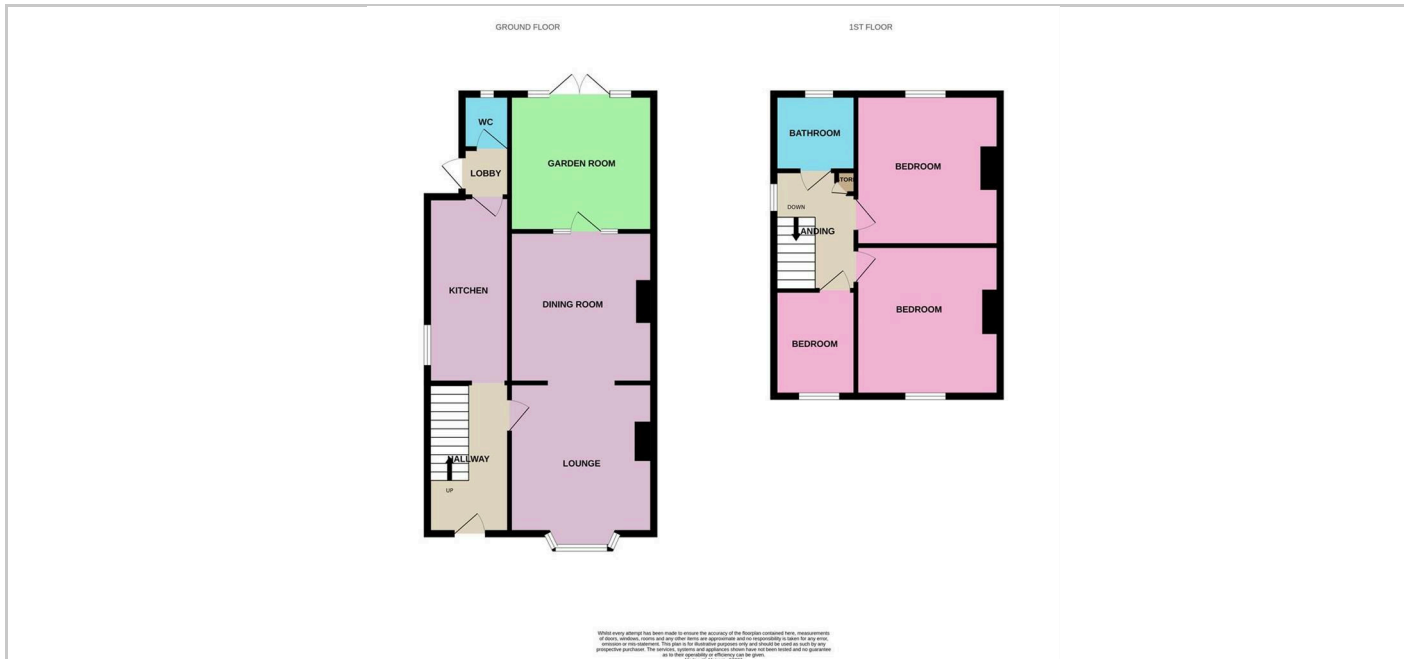 GROUND FLOOR
1ST FLOOR
WC
LOBBY
GARDEN ROOM
KITCHEN
DINING ROOM
HALLWAY
UP
LOUNGE
BATHROOM
BEDROOM
STORE
DOWN
LANDING
BEDROOM
BEDROOM
Whilst every attempt has been made to ensure the accuracy of the floorplan contained here, measurements
of doors, windows, rooms and any other items are approximate and no responsibility is taken for any error,
omission or mis-statement. This plan is for illustrative purposes only and should be used as such by any
prospective purchaser. The services, systems and appliances shown have not been tested and no guarantee
as to their operability or efficiency can be given.